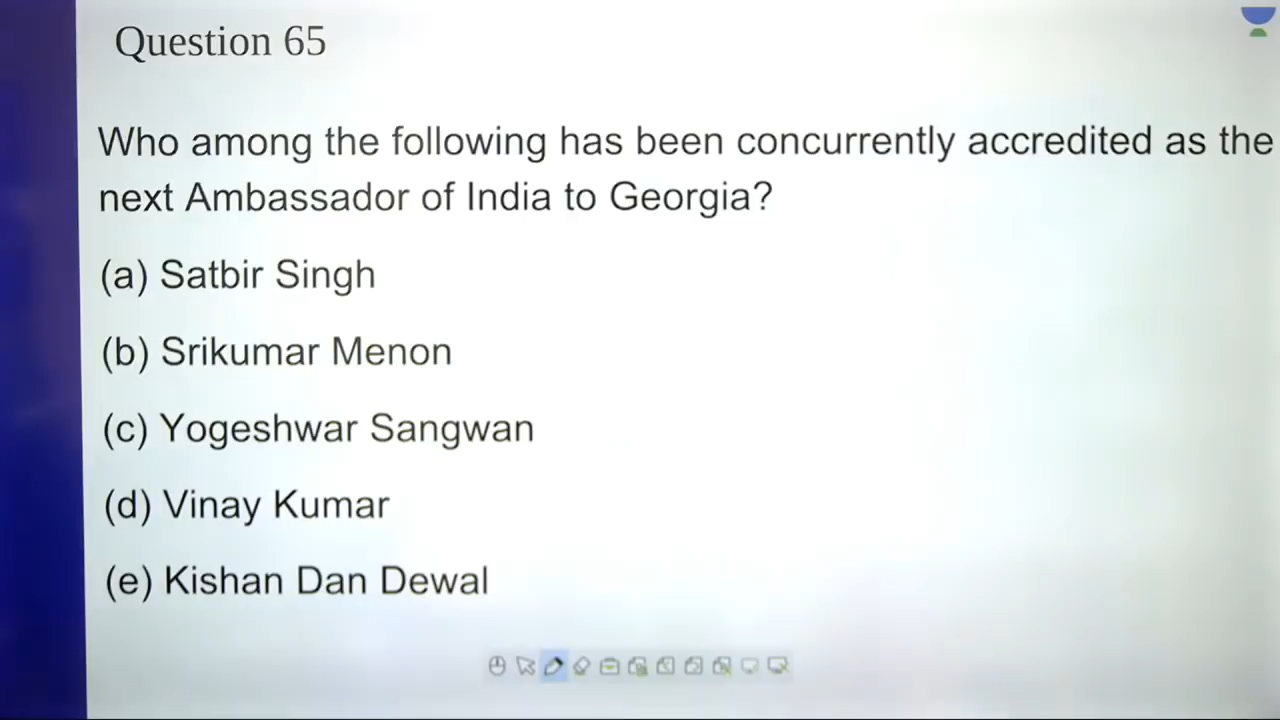 Question 65
Who among the following has been concurrently accredited as the
next Ambassador of India to Georgia?
(a) Satbir Singh
(b) Srikumar Menon
(c) Yogeshwar Sangwan
(d) Vinay Kumar
(e) Kishan Dan Dewal